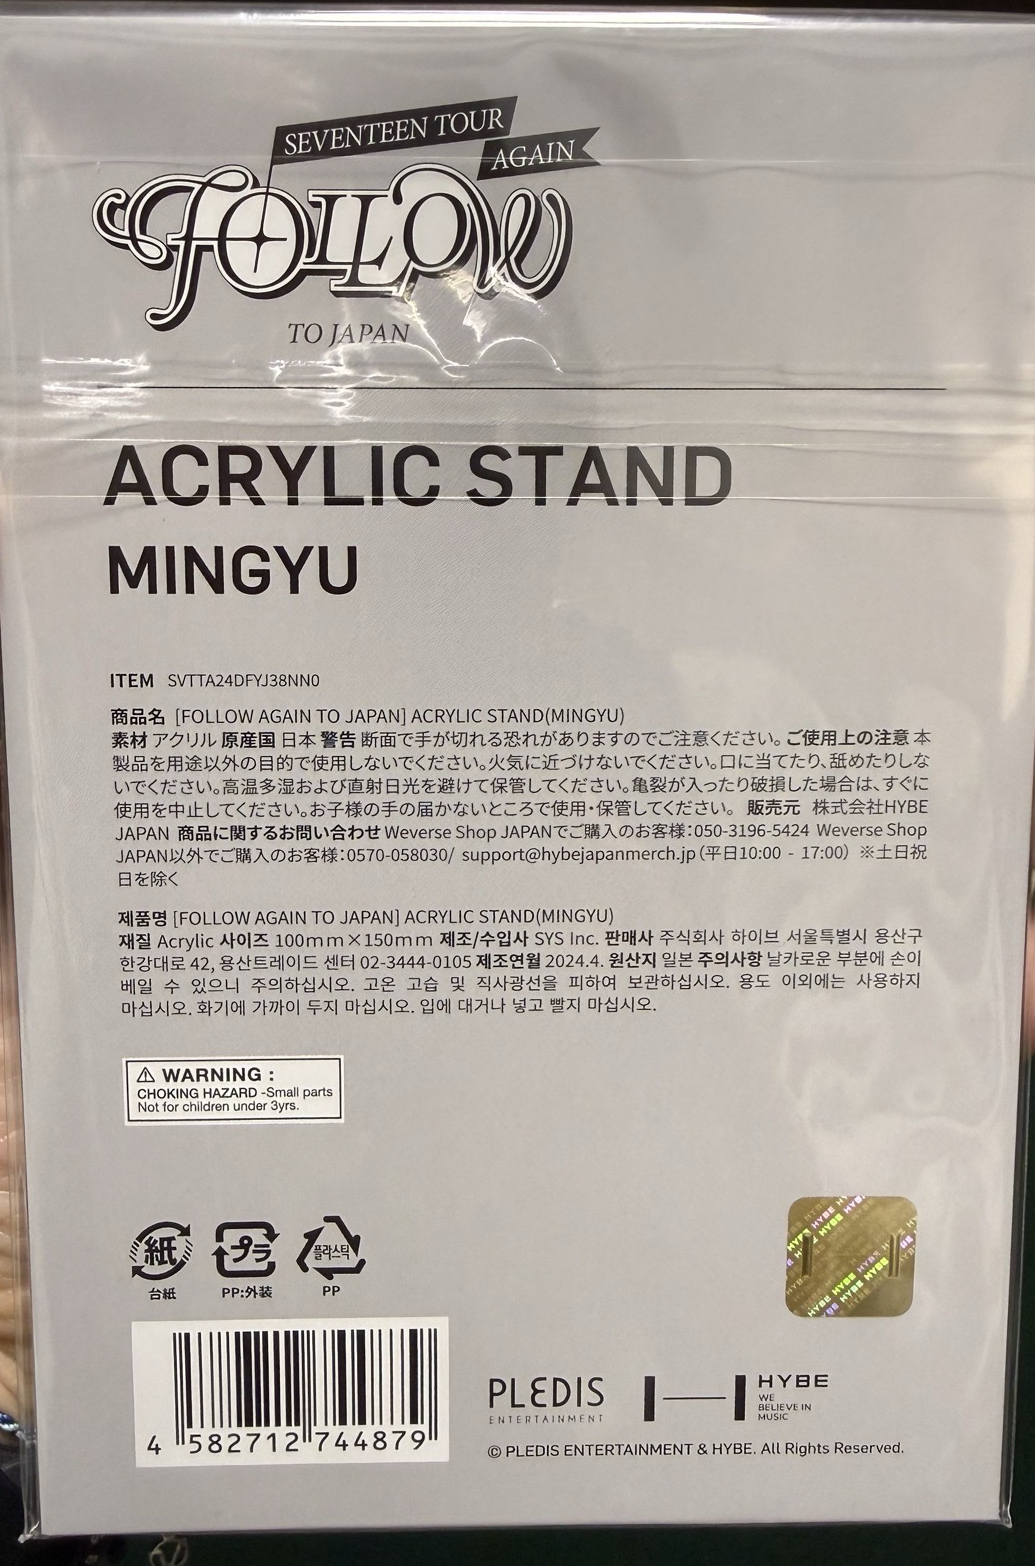 SEVENTEEN TOUR
AGAIN
FOLLOW
TO JAPAN
ACRYLIC STAND
MINGYU
ITEM SVTTA24DFYJ38NN0
商品名 [FOLLOW AGAIN TO JAPAN] ACRYLIC STAND(MINGYU)
素材 アクリル 原産国 日本 警告 断面で手が切れる恐れがありますのでご注意ください。ご使用上の注意 本
製品を用途以外の目的で使用しないでください。火気に近づけないでください。口に当てたり、舐めたりしな
いでください。高温多湿および直射日光を避けて保管してください。亀裂が入ったり破損した場合は、すぐに
使用を中止してください。お子様の手の届かないところで使用・保管してください。 販売元 株式会社HYBE
JAPAN 商品に関するお問い合わせ Weverse Shop JAPANでご購入のお客様：050-3196-5424 Weverse Shop
JAPAN以外でご購入のお客様：0570-058030/ support@hybejapanmerch.jp（平日10:00 - 17:00） ※土日祝
日を除く
제품명 [FOLLOW AGAIN TO JAPAN] ACRYLIC STAND(MINGYU)
재질 Acrylic 사이즈 100mm×150mm 제조/수입사 SYS Inc. 판매사 주식회사 하이브 서울특별시 용산구
한강대로 42, 용산트레이드 센터 02-3444-0105 제조연월 2024.4. 원산지 일본 주의사항 날카로운 부분에 손이
베일 수 있으니 주의하십시오. 고온 고습 및 직사광선을 피하여 보관하십시오. 용도 이외에는 사용하지
마십시오. 화기에 가까이 두지 마십시오. 입에 대거나 넣고 빨지 마십시오.
⚠ WARNING :
CHOKING HAZARD -Small parts
Not for children under 3yrs.
紙 プラ 플라스틱
台紙 PP:外装 PP
HYBE HYBE HYBE
4 582712 744879
PLEDIS
ENTERTAINMENT
HYBE
WE
BELIEVE IN
MUSIC
© PLEDIS ENTERTAINMENT & HYBE. All Rights Reserved.